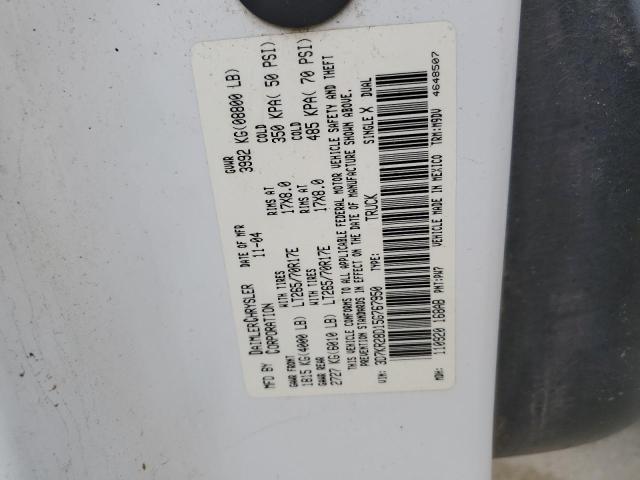 MFD BY DAIMLERCHRYSLER CORPORATION
DATE OF MFR 11-04
GVWR 3992 KG(08800 LB)
GAWR FRONT 1815 KG(4000 LB)
WITH TIRES LT265/70R17E
RIMS AT 17X8.0
COLD 350 KPA( 50 PSI)
GAWR REAR 2727 KG(6010 LB)
WITH TIRES LT265/70R17E
RIMS AT 17X8.0
COLD 485 KPA( 70 PSI)
THIS VEHICLE CONFORMS TO ALL APPLICABLE FEDERAL MOTOR VEHICLE SAFETY AND THEFT
PREVENTION STANDARDS IN EFFECT ON THE DATE OF MANUFACTURE SHOWN ABOVE.
VIN: 3D7KR28D15G767950 TYPE: TRUCK SINGLE X DUAL
MDH: 110820 180AB PNT:PW7 VEHICLE MADE IN MEXICO TRM:M9DV 4648507